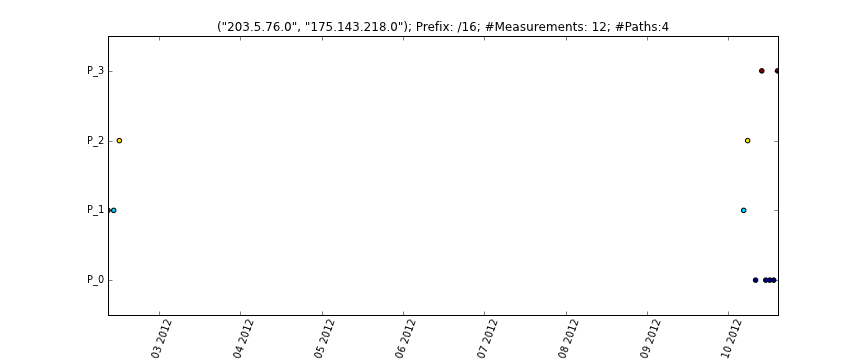 ("203.5.76.0", "175.143.218.0"); Prefix: /16; #Measurements: 12; #Paths:4
P_3
P_2
P_1
P_0
03 2012
04 2012
05 2012
06 2012
07 2012
08 2012
09 2012
10 2012